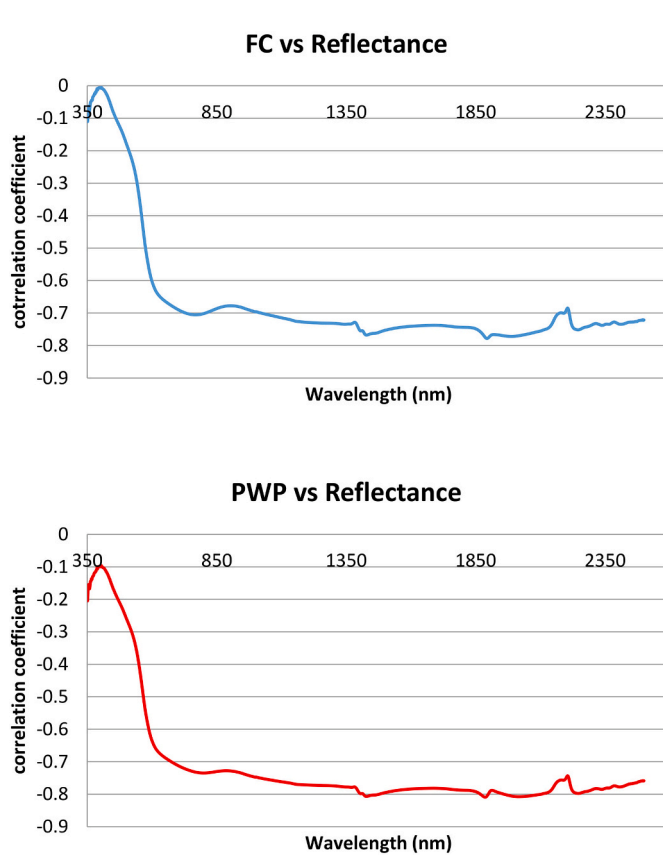 FC vs Reflectance
0
-0.1
350 850 1350 1850 2350
-0.2
-0.3
-0.4
-0.5
-0.6
-0.7
-0.8
-0.9
cotrrelation coefficient
Wavelength (nm)
PWP vs Reflectance
0
-0.1
350 850 1350 1850 2350
-0.2
-0.3
-0.4
-0.5
-0.6
-0.7
-0.8
-0.9
correlation coefficient
Wavelength (nm)